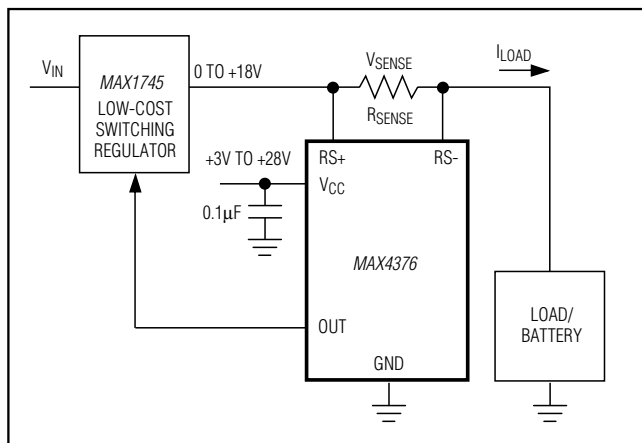 V_IN
MAX1745
LOW-COST
SWITCHING
REGULATOR
0 TO +18V
V_SENSE
R_SENSE
I_LOAD
+3V TO +28V
0.1μF
RS+
RS-
V_CC
MAX4376
OUT
GND
LOAD/
BATTERY